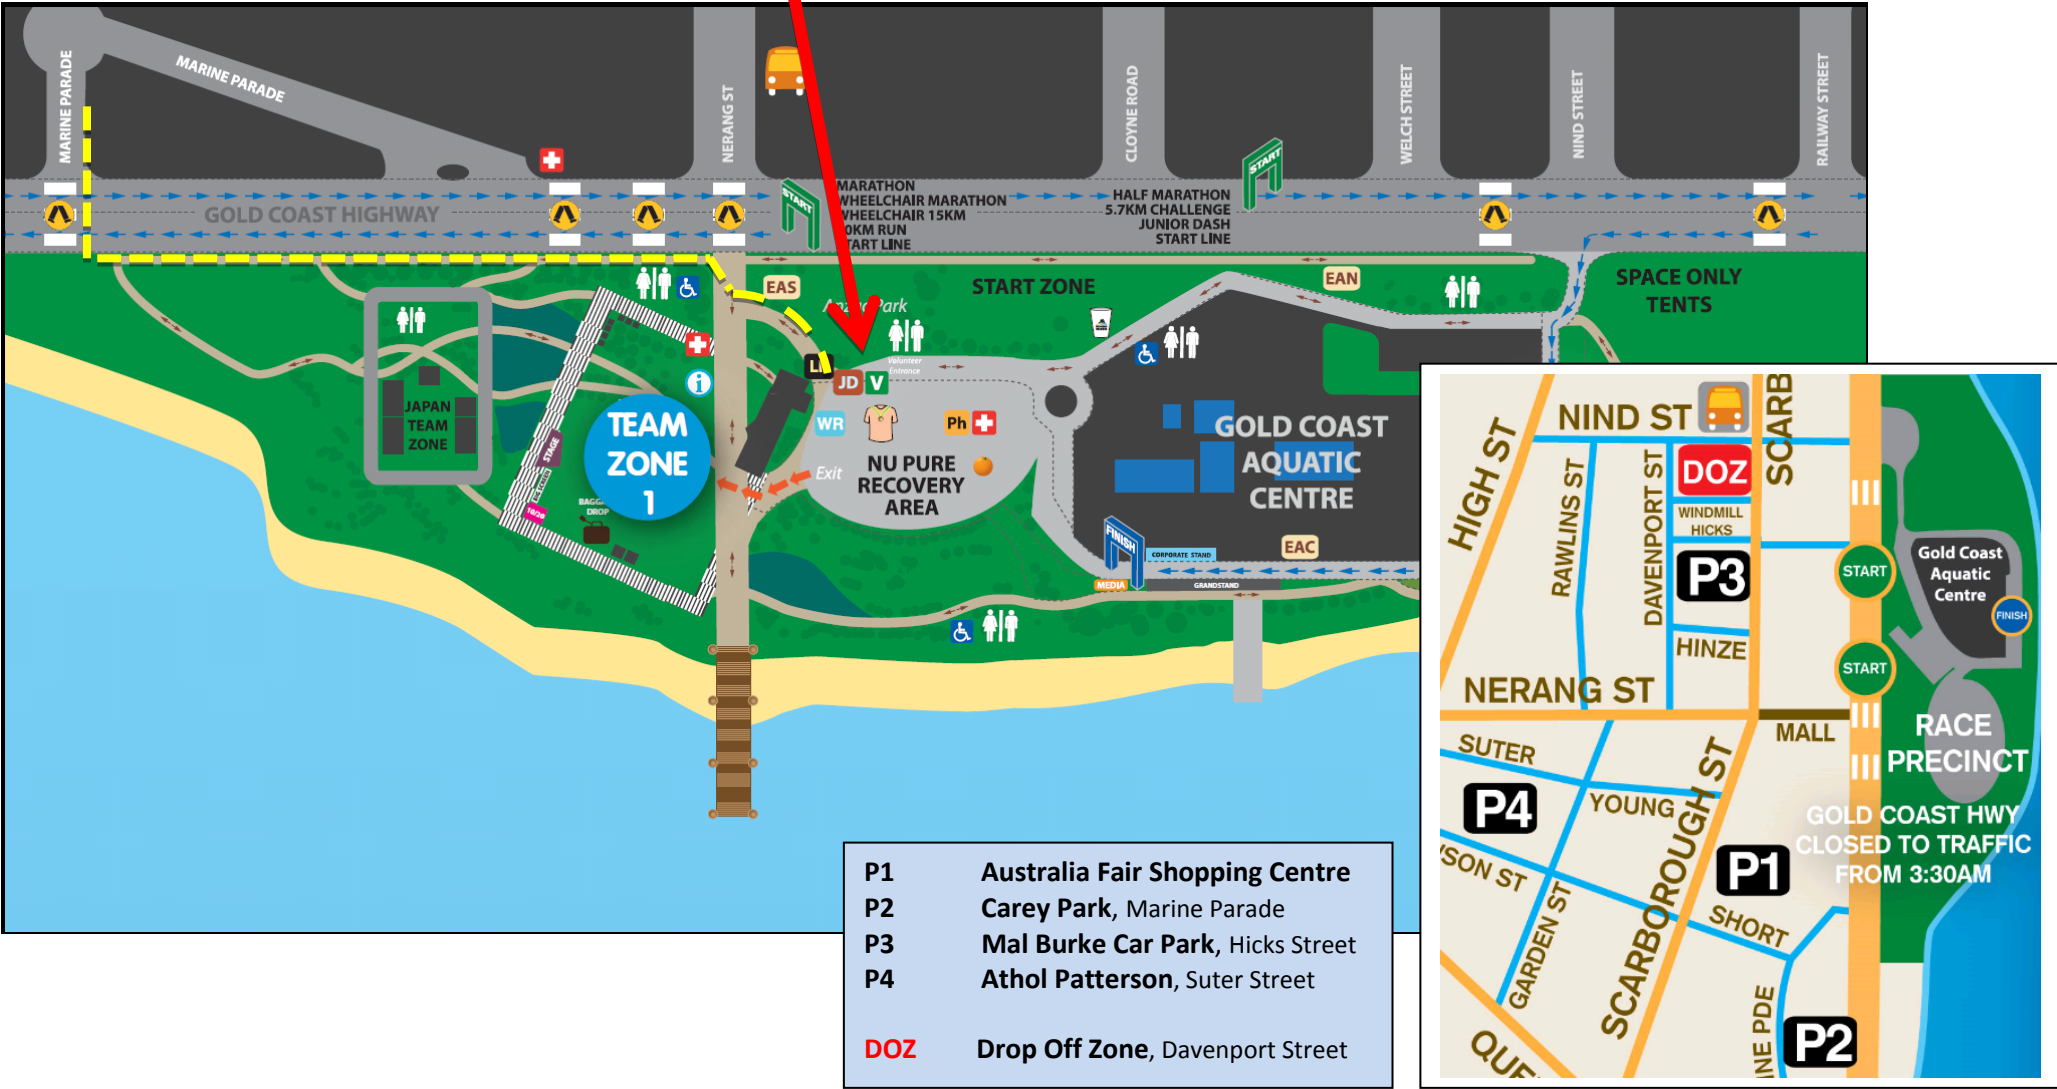 MARINE PARADE
MARINE PARADE
NERANG ST
CLOYNE ROAD
WELCH STREET
NIND STREET
RAILWAY STREET
GOLD COAST HIGHWAY
START
MARATHON
WHEELCHAIR MARATHON
WHEELCHAIR 15KM
RUN
LINE
HALF MARATHON
5.7KM CHALLENGE
JUNIOR DASH
START LINE
START
EAS
Park
START ZONE
EAN
SPACE ONLY
TENTS
Volunteer
Entrance
JD
V
WR
Ph
NU PURE
RECOVERY
AREA
Exit
i
TEAM
ZONE
1
JAPAN
TEAM
ZONE
STAGE
DROP
GOLD COAST
AQUATIC
CENTRE
EAC
FINISH
CORPORATE STAND
MEDIA
GRANDSTAND
P1 Australia Fair Shopping Centre
P2 Carey Park, Marine Parade
P3 Mal Burke Car Park, Hicks Street
P4 Athol Patterson, Suter Street
DOZ Drop Off Zone, Davenport Street
NIND ST
HIGH ST
RAWLINS ST
DAVENPORT ST
DOZ
WINDMILL
HICKS
P3
HINZE
NERANG ST
START
START
Gold Coast
Aquatic
Centre
FINISH
MALL
RACE
PRECINCT
SUTER
P4
YOUNG
SCARBOROUGH ST
GOLD COAST HWY
CLOSED TO TRAFFIC
FROM 3:30AM
P1
SHORT
GARDEN ST
P2